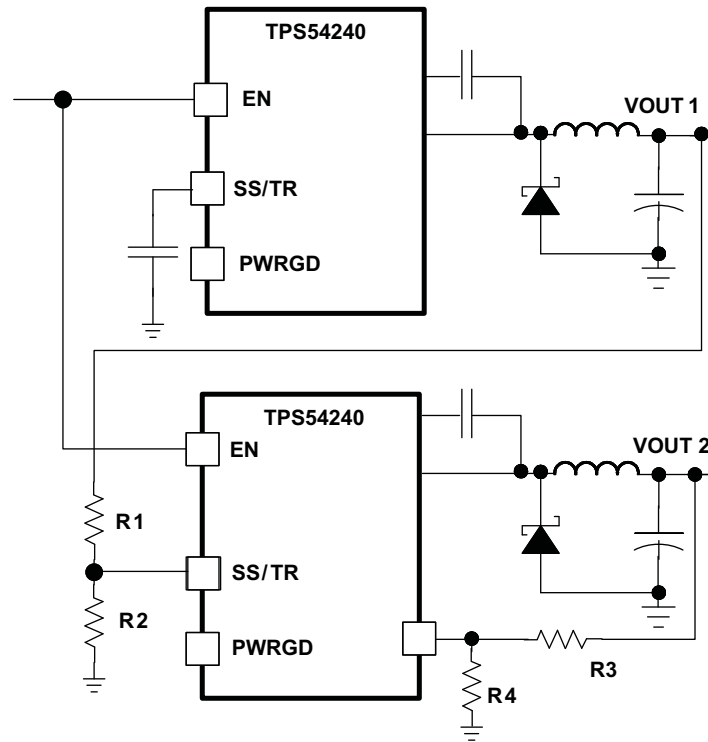 TPS54240
EN
VOUT 1
SS/TR
PWRGD
TPS54240
EN
VOUT 2
R1
SS/TR
R2
PWRGD
R3
R4